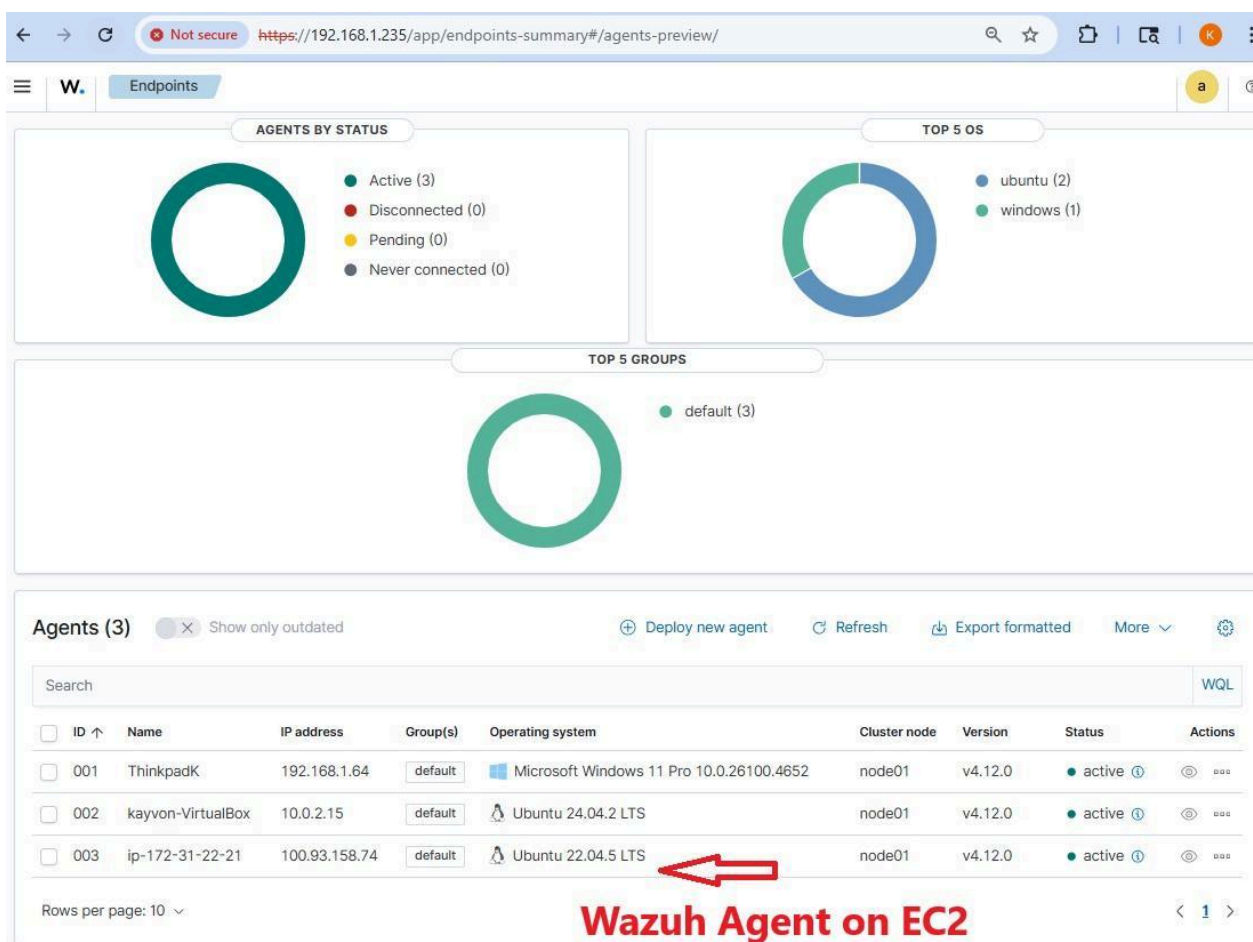 Not secure https://192.168.1.235/app/endpoints-summary#/agents-preview/ K
W. Endpoints a
AGENTS BY STATUS
Active (3)
Disconnected (0)
Pending (0)
Never connected (0)
TOP 5 OS
ubuntu (2)
windows (1)
TOP 5 GROUPS
default (3)
Agents (3) Show only outdated Deploy new agent Refresh Export formatted More
Search WQL
ID Name IP address Group(s) Operating system Cluster node Version Status Actions
001 ThinkpadK 192.168.1.64 default Microsoft Windows 11 Pro 10.0.26100.4652 node01 v4.12.0 active
002 kayvon-VirtualBox 10.0.2.15 default Ubuntu 24.04.2 LTS node01 v4.12.0 active
003 ip-172-31-22-21 100.93.158.74 default Ubuntu 22.04.5 LTS node01 v4.12.0 active
Rows per page: 10 < 1 >
Wazuh Agent on EC2